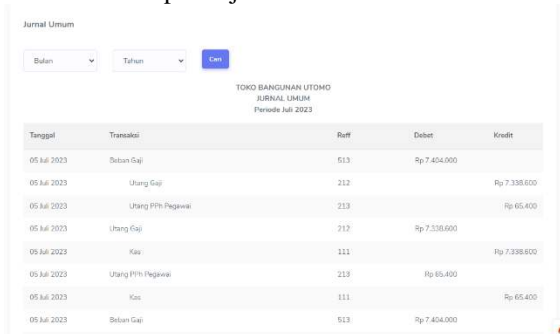 Jurnal Umum
Bulan Tahun Cari
TOKO BANGUNAN UTOMO
JURNAL UMUM
Periode Juli 2023
Tanggal Transaksi Reff Debet Kredit
05 Juli 2023 Beban Gaji 513 Rp 7.404.000
05 Juli 2023 Utang Gaji 212 Rp 7.338.600
05 Juli 2023 Utang PPh Pegawai 213 Rp 65.400
05 Juli 2023 Utang Gaji 212 Rp 7.338.600
05 Juli 2023 Kas 111 Rp 7.338.600
05 Juli 2023 Utang PPh Pegawai 213 Rp 65.400
05 Juli 2023 Kas 111 Rp 65.400
05 Juli 2023 Beban Gaji 513 Rp 7.404.000